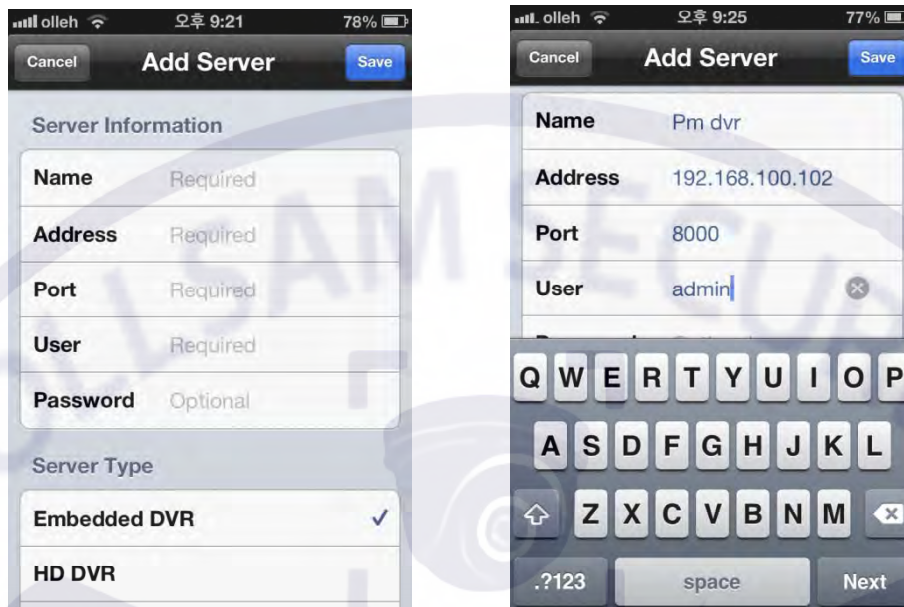 olleh 오후 9:21 78%
Cancel Add Server Save
Server Information
Name Required
Address Required
Port Required
User Required
Password Optional
Server Type
Embedded DVR
HD DVR
olleh 오후 9:25 77%
Cancel Add Server Save
Name Pm dvr
Address 192.168.100.102
Port 8000
User admin
Q W E R T Y U I O P
A S D F G H J K L
Z X C V B N M
.?123 space Next